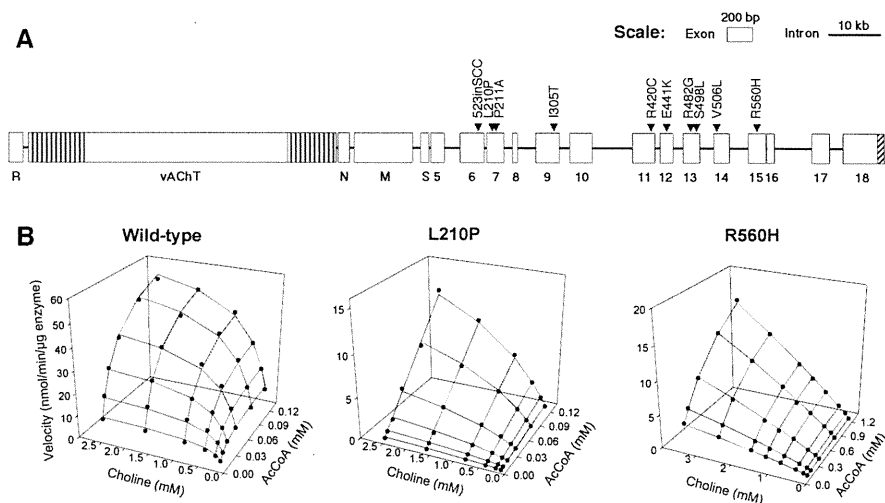 A
Scale: Exon 200 bp Intron 10 kb
523insCC
L210P
P211A
I305T
R420C
E441K
R482G
S498L
V506L
R560H
R vAChT N M S 5 6 7 8 9 10 11 12 13 14 15 16 17 18
B
Wild-type
Velocity (nmol/min/µg enzyme)
60
50
40
30
20
10
0
2.5 2.0 1.5 1.0 0.5 0.0
Choline (mM)
0.12
0.09
0.06
0.03
0.00
AcCoA (mM)
L210P
15
10
5
0
2.5 2.0 1.5 1.0 0.5 0.0
Choline (mM)
0.12
0.09
0.06
0.03
0.00
AcCoA (mM)
R560H
20
15
10
5
0
3 2 1 0
Choline (mM)
1.2
0.9
0.6
0.3
0.0
AcCoA (mM)